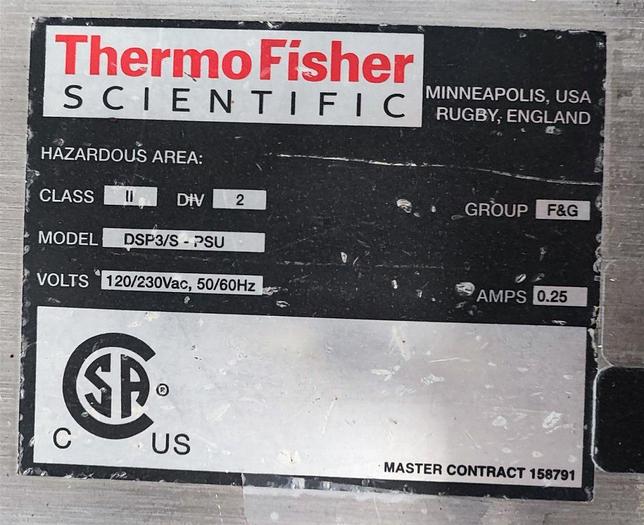 ThermoFisher
SCIENTIFIC
MINNEAPOLIS, USA
RUGBY, ENGLAND
HAZARDOUS AREA:
CLASS II DIV 2 GROUP F&G
MODEL DSP3/S - PSU
VOLTS 120/230Vac, 50/60Hz AMPS 0.25
CSA ®
C US
MASTER CONTRACT 158791